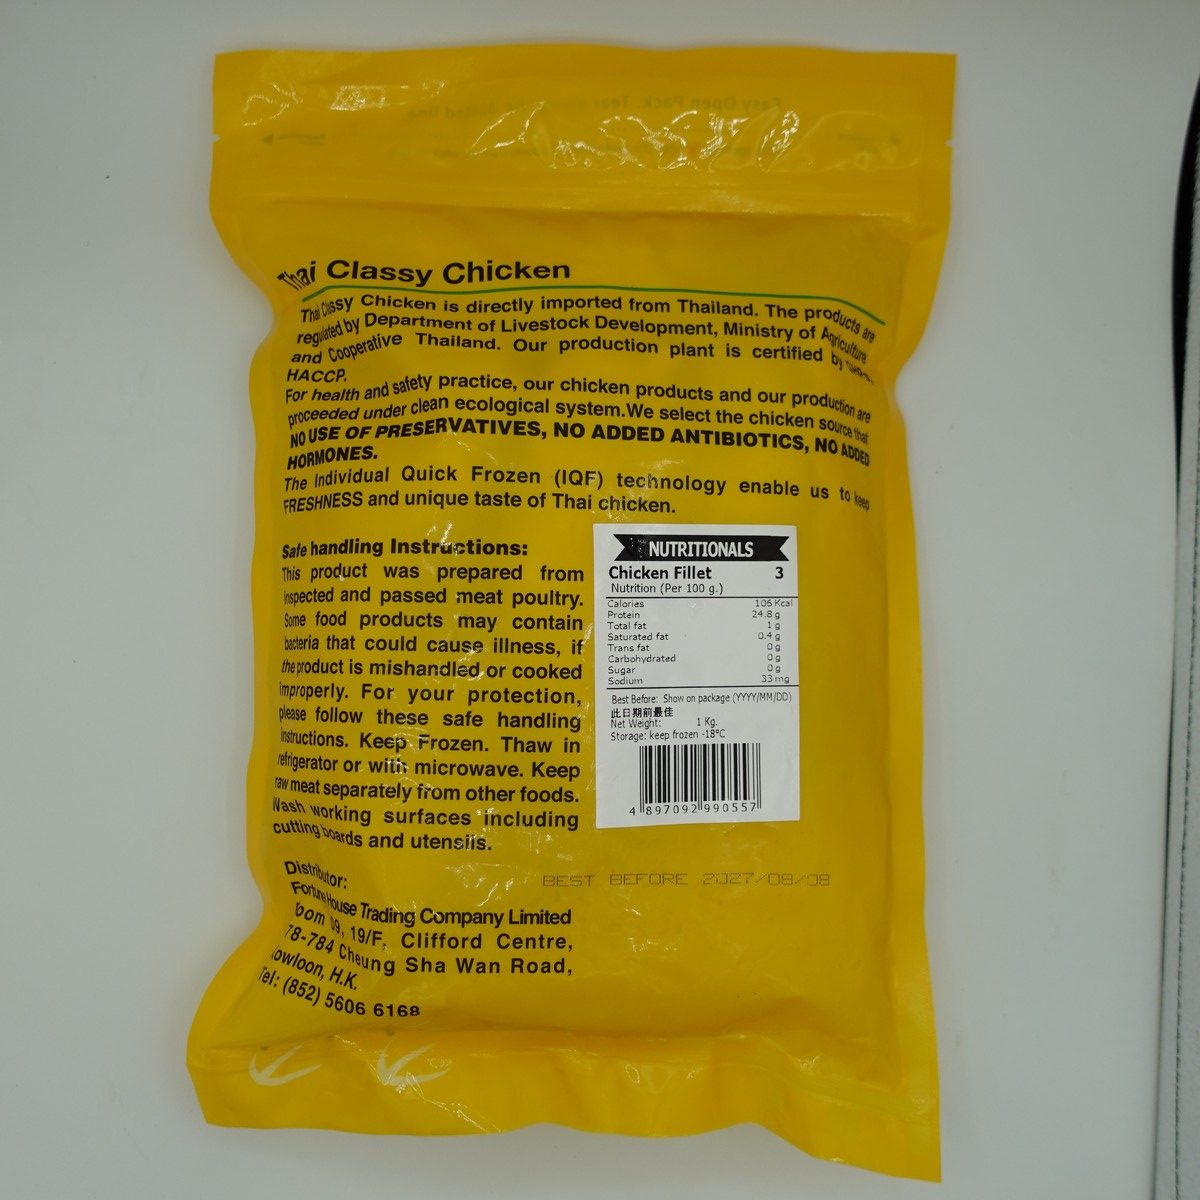 Easy Open Pack. Tear
Thai Classy Chicken
Thai Classy Chicken is directly imported from Thailand. The products are
regulated by Department of Livestock Development, Ministry of Agriculture
and Cooperative Thailand. Our production plant is certified by
HACCP.
For health and safety practice, our chicken products and our production are
proceeded under clean ecological system.We select the chicken source that
NO USE OF PRESERVATIVES, NO ADDED ANTIBIOTICS, NO ADDED
HORMONES.
The Individual Quick Frozen (IQF) technology enable us to keep
FRESHNESS and unique taste of Thai chicken.
Safe handling Instructions:
This product was prepared from
inspected and passed meat poultry.
Some food products may contain
bacteria that could cause illness, if
the product is mishandled or cooked
improperly. For your protection,
please follow these safe handling
instructions. Keep Frozen. Thaw in
refrigerator or with microwave. Keep
raw meat separately from other foods.
Wash working surfaces including
cutting boards and utensils.
NUTRITIONALS
Chicken Fillet 3
Nutrition (Per 100 g.)
Calories 106 Kcal
Protein 24.8 g
Total fat 1 g
Saturated fat 0.4 g
Trans fat 0 g
Carbohydrated 0 g
Sugar 0 g
Sodium 33 mg
Best Before: Show on package (YYYY/MM/DD)
此日期前最佳
Net Weight: 1 Kg.
Storage: keep frozen -18°C
4 897092 990557
BEST BEFORE 2027/08/09
Distributor:
Fortune House Trading Company Limited
09, 19/F, Clifford Centre,
78-784 Cheung Sha Wan Road,
Kowloon, H.K.
Tel: (852) 5606 6168